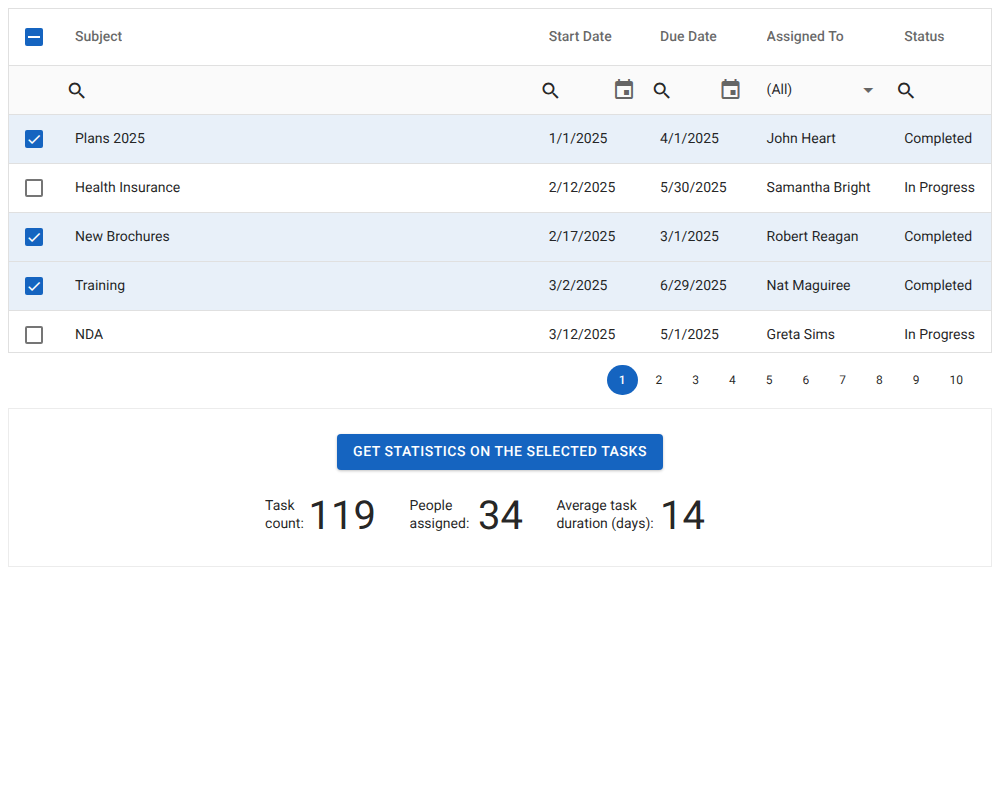 Subject Start Date Due Date Assigned To Status
(All)
Plans 2025 1/1/2025 4/1/2025 John Heart Completed
Health Insurance 2/12/2025 5/30/2025 Samantha Bright In Progress
New Brochures 2/17/2025 3/1/2025 Robert Reagan Completed
Training 3/2/2025 6/29/2025 Nat Maguiree Completed
NDA 3/12/2025 5/1/2025 Greta Sims In Progress
1 2 3 4 5 6 7 8 9 10
GET STATISTICS ON THE SELECTED TASKS
Task count: 119 People assigned: 34 Average task duration (days): 14